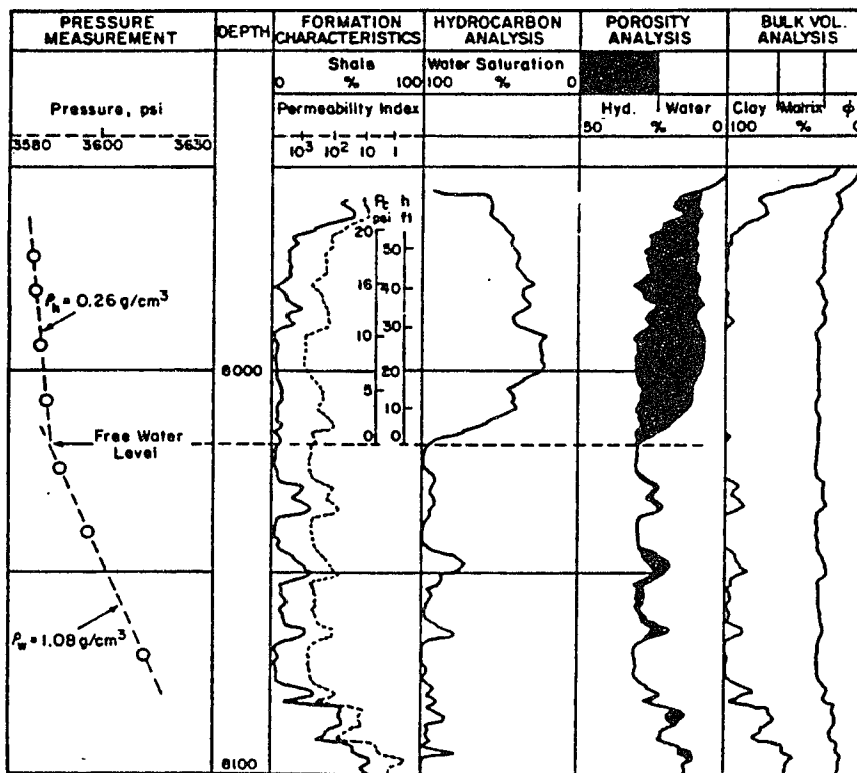 PRESSURE MEASUREMENT
DEPTH
FORMATION CHARACTERISTICS
HYDROCARBON ANALYSIS
POROSITY ANALYSIS
BULK VOL. ANALYSIS
Shale
0 % 100
Water Saturation
100 % 0
Pressure, psi
3580 3600 3630
Permeability Index
10³ 10² 10 1
Hyd. Water
50 % 0
Clay Matrix ϕ
100 % 0
Pc h
psi ft
20
50
16 40
10 30
20
5
10
0 0
ρh = 0.26 g/cm³
Free Water Level
ρw = 1.08 g/cm³